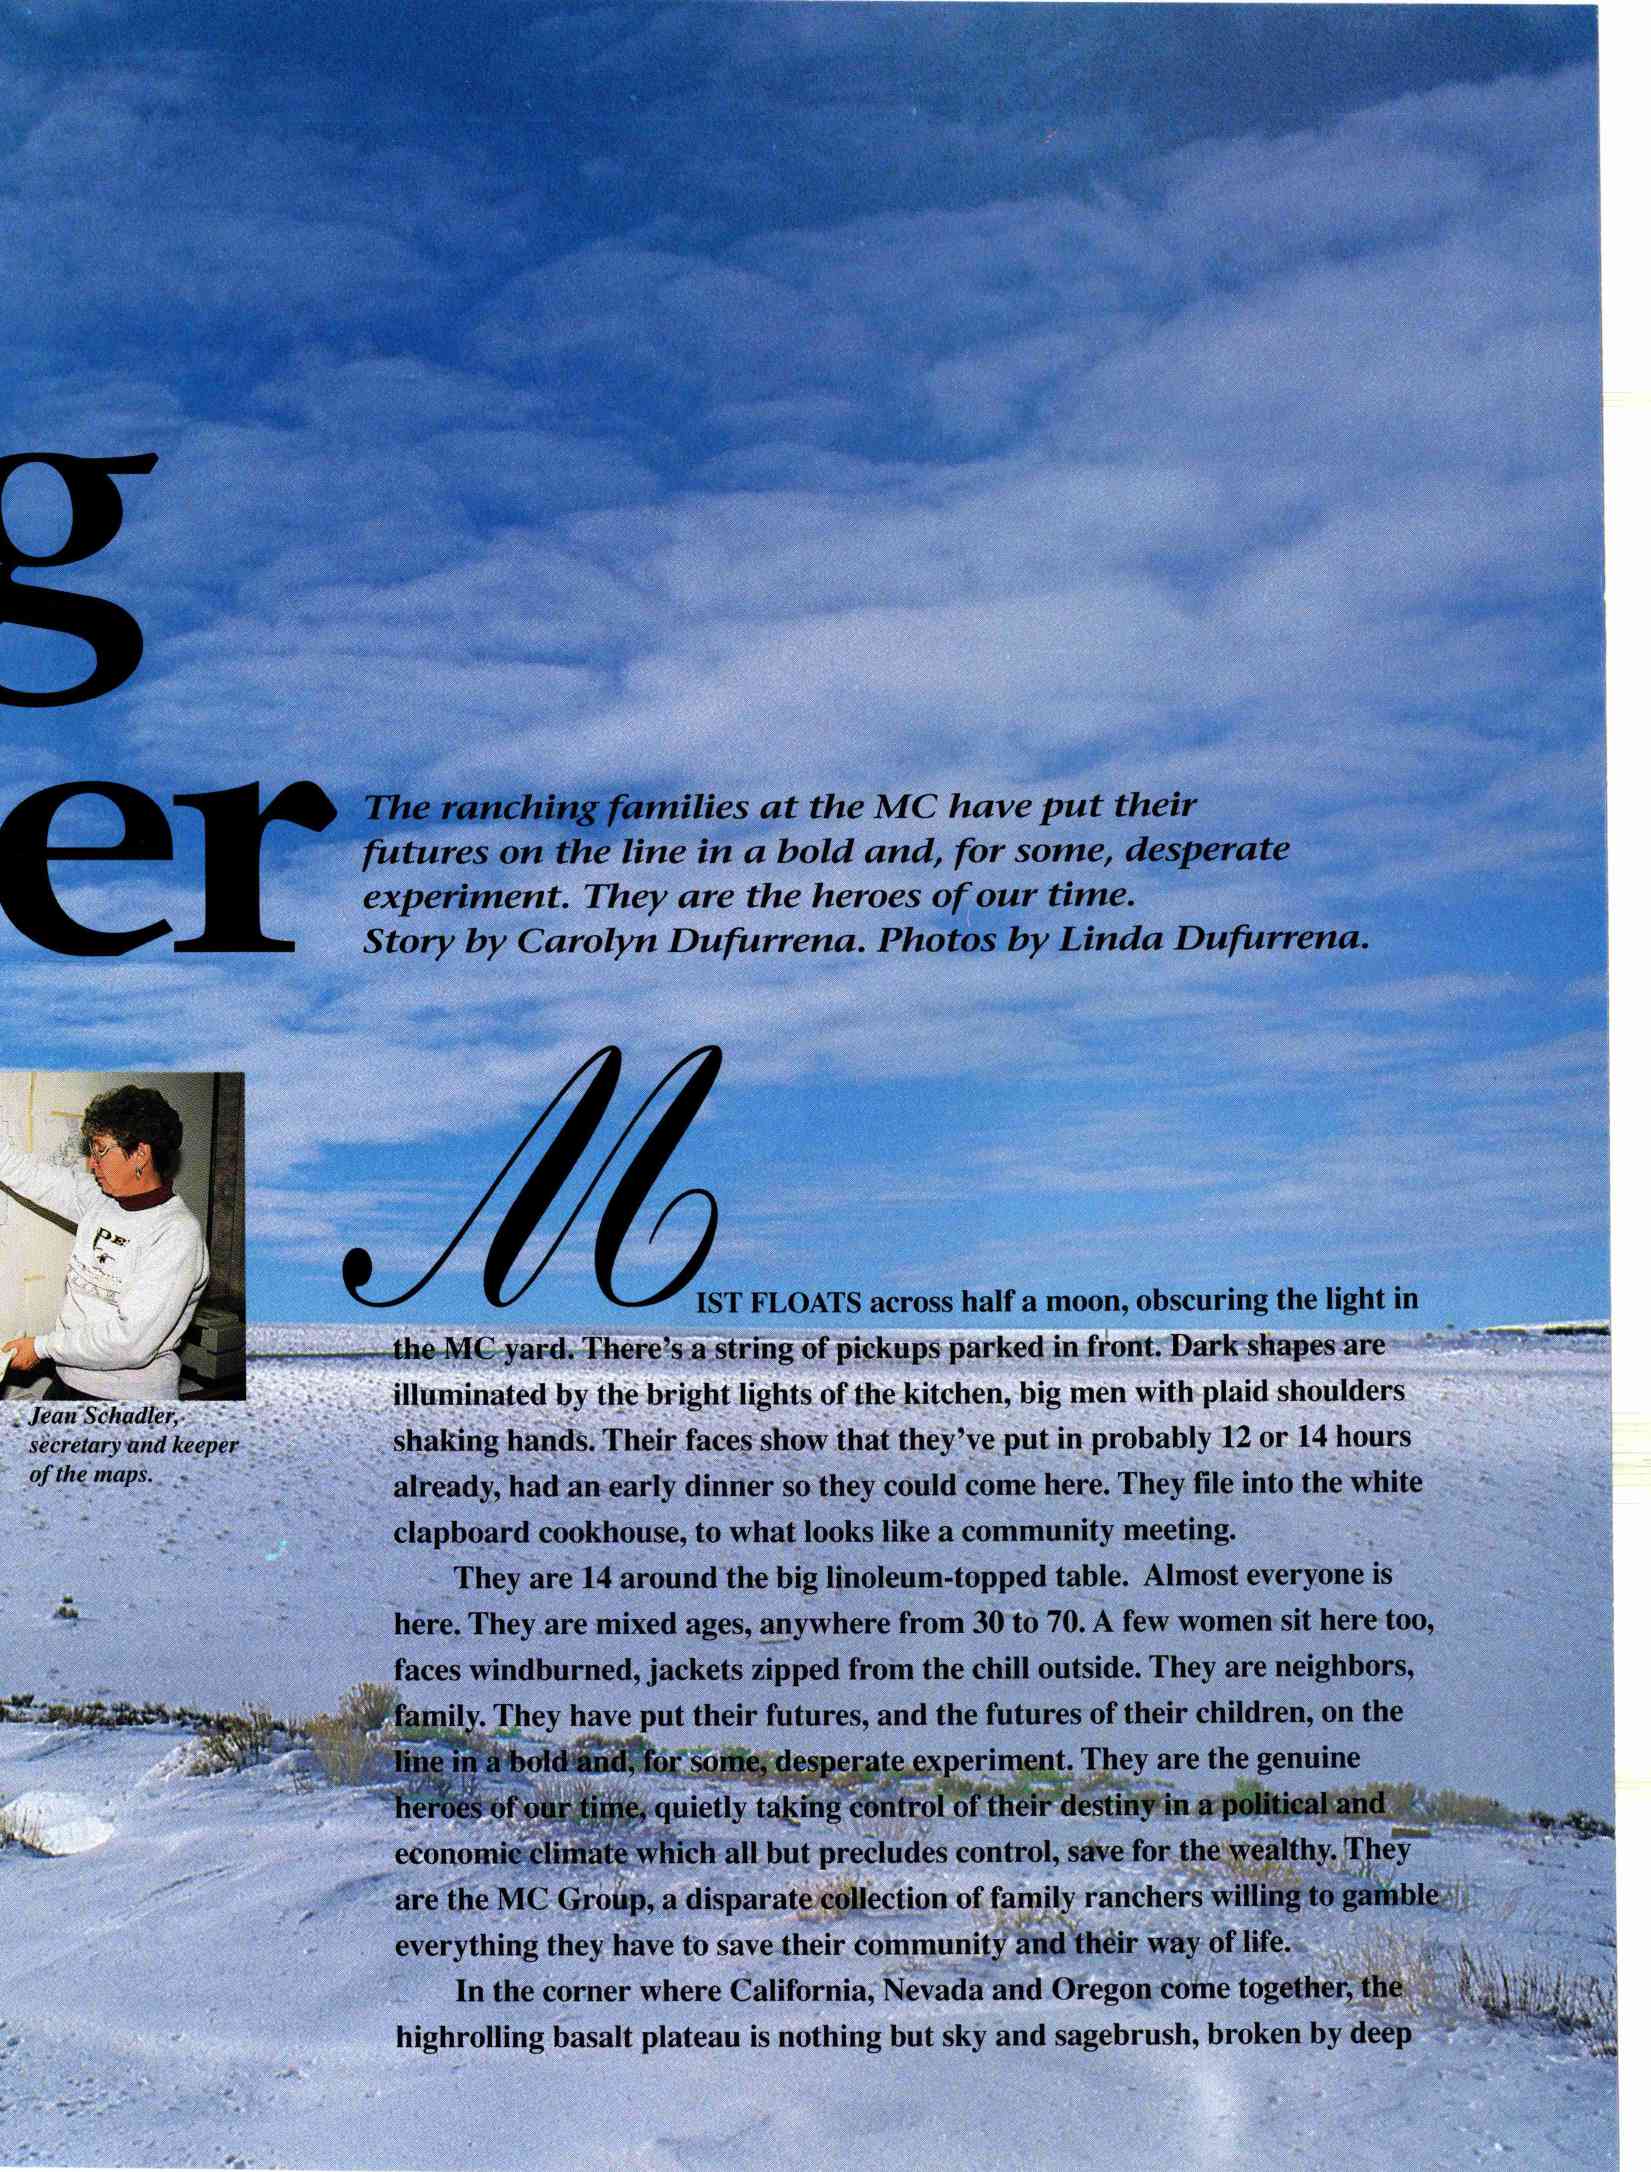 g
er
The ranching families at the MC have put their
futures on the line in a bold and, for some, desperate
experiment. They are the heroes of our time.
Story by Carolyn Dufurrena. Photos by Linda Dufurrena.
Jean Schadler,
secretary and keeper
of the maps.
MIST FLOATS across half a moon, obscuring the light in
the MC yard. There's a string of pickups parked in front. Dark shapes are
illuminated by the bright lights of the kitchen, big men with plaid shoulders
shaking hands. Their faces show that they've put in probably 12 or 14 hours
already, had an early dinner so they could come here. They file into the white
clapboard cookhouse, to what looks like a community meeting.
They are 14 around the big linoleum-topped table. Almost everyone is
here. They are mixed ages, anywhere from 30 to 70. A few women sit here too,
faces windburned, jackets zipped from the chill outside. They are neighbors,
family. They have put their futures, and the futures of their children, on the
line in a bold and, for some, desperate experiment. They are the genuine
heroes of our time, quietly taking control of their destiny in a political and
economic climate which all but precludes control, save for the wealthy. They
are the MC Group, a disparate collection of family ranchers willing to gamble
everything they have to save their community and their way of life.
In the corner where California, Nevada and Oregon come together, the
highrolling basalt plateau is nothing but sky and sagebrush, broken by deep